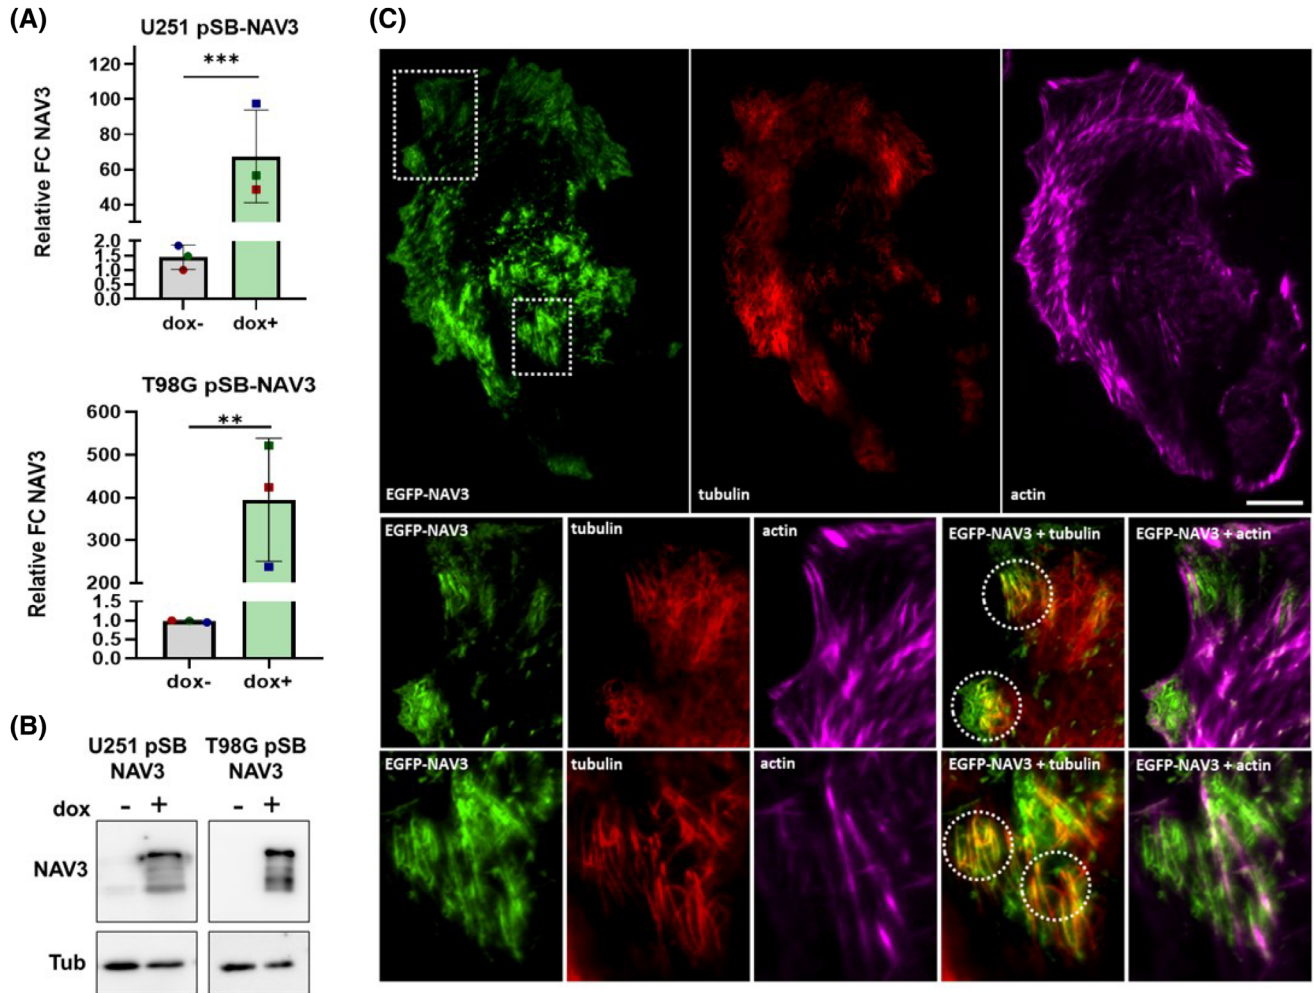 (A)
U251 pSB-NAV3
***
Relative FC NAV3
120
100
80
60
40
2.0
1.5
1.0
0.5
0.0
dox-
dox+
T98G pSB-NAV3
**
Relative FC NAV3
600
500
400
300
200
1.5
1.0
0.5
0.0
dox-
dox+
(B)
U251 pSB
NAV3
T98G pSB
NAV3
dox - + - +
NAV3
Tub
(C)
EGFP-NAV3
tubulin
actin
EGFP-NAV3
tubulin
actin
EGFP-NAV3 + tubulin
EGFP-NAV3 + actin
EGFP-NAV3
tubulin
actin
EGFP-NAV3 + tubulin
EGFP-NAV3 + actin